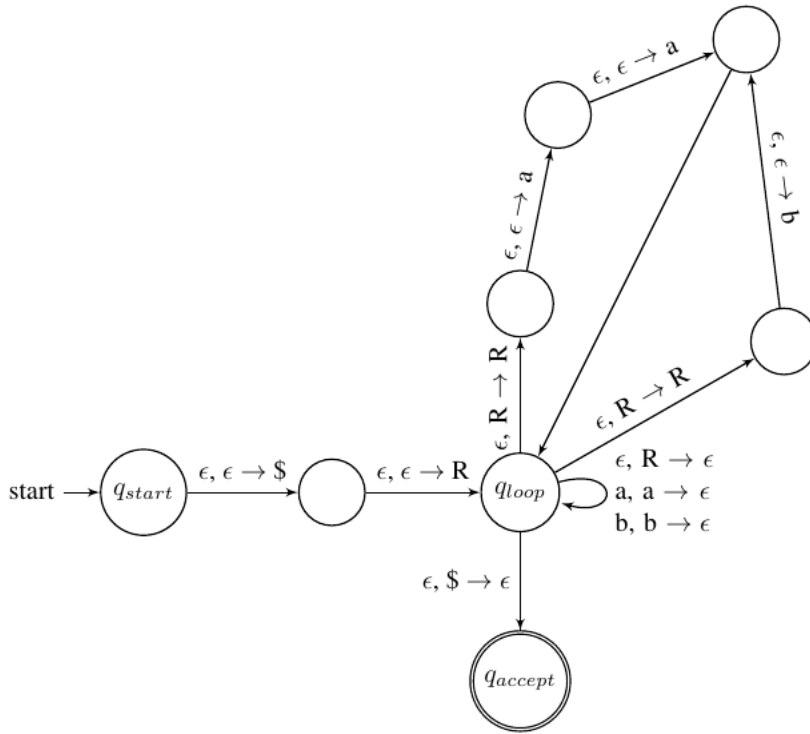 ϵ, ϵ → a
ϵ, ϵ → a
ϵ, ϵ → b
ϵ, R → R
ϵ, R → R
start
q_start
ϵ, ϵ → $
ϵ, ϵ → R
q_loop
ϵ, R → ϵ
a, a → ϵ
b, b → ϵ
ϵ, $ → ϵ
q_accept